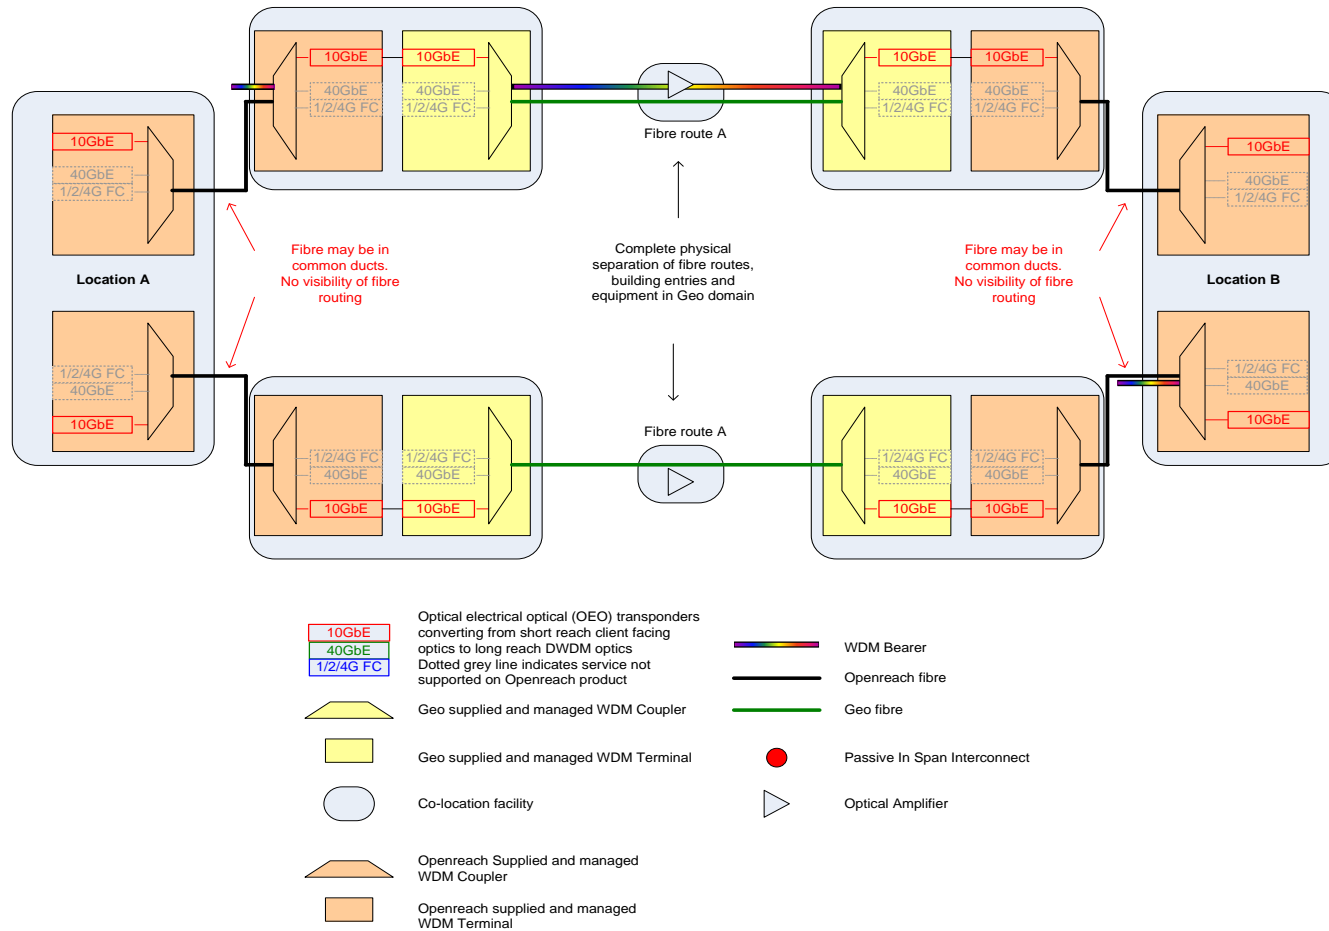 10GbE
10GbE
10GbE
10GbE
40GbE
40GbE
40GbE
40GbE
1/2/4G FC
1/2/4G FC
1/2/4G FC
1/2/4G FC
Fibre route A
10GbE
40GbE
1/2/4G FC
10GbE
40GbE
1/2/4G FC
Location A
Fibre may be in
common ducts.
No visibility of fibre
routing
Complete physical
separation of fibre routes,
building entries and
equipment in Geo domain
Fibre may be in
common ducts.
No visibility of fibre
routing
Location B
1/2/4G FC
40GbE
10GbE
1/2/4G FC
40GbE
10GbE
Fibre route A
1/2/4G FC
1/2/4G FC
1/2/4G FC
1/2/4G FC
40GbE
40GbE
40GbE
40GbE
10GbE
10GbE
10GbE
10GbE
10GbE
40GbE
1/2/4G FC
Optical electrical optical (OEO) transponders
converting from short reach client facing
optics to long reach DWDM optics
Dotted grey line indicates service not
supported on Openreach product
Geo supplied and managed WDM Coupler
Geo supplied and managed WDM Terminal
Co-location facility
Openreach Supplied and managed
WDM Coupler
Openreach supplied and managed
WDM Terminal
WDM Bearer
Openreach fibre
Geo fibre
Passive In Span Interconnect
Optical Amplifier